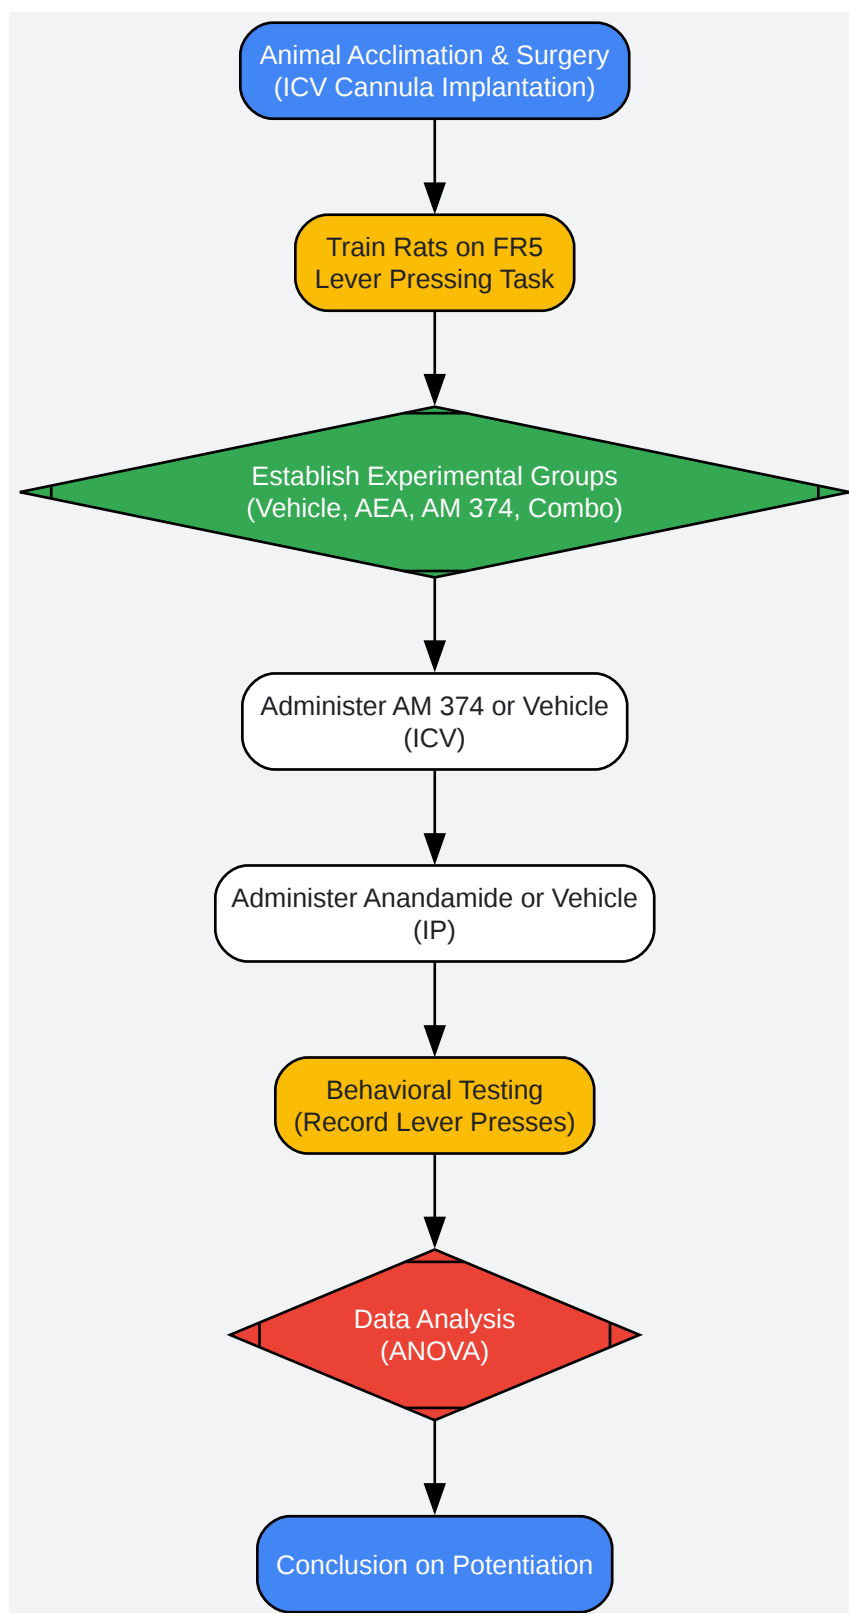 Animal Acclimation & Surgery
(ICV Cannula Implantation)
Train Rats on FR5
Lever Pressing Task
Establish Experimental Groups
(Vehicle, AEA, AM 374, Combo)
Administer AM 374 or Vehicle
(ICV)
Administer Anandamide or Vehicle
(IP)
Behavioral Testing
(Record Lever Presses)
Data Analysis
(ANOVA)
Conclusion on Potentiation